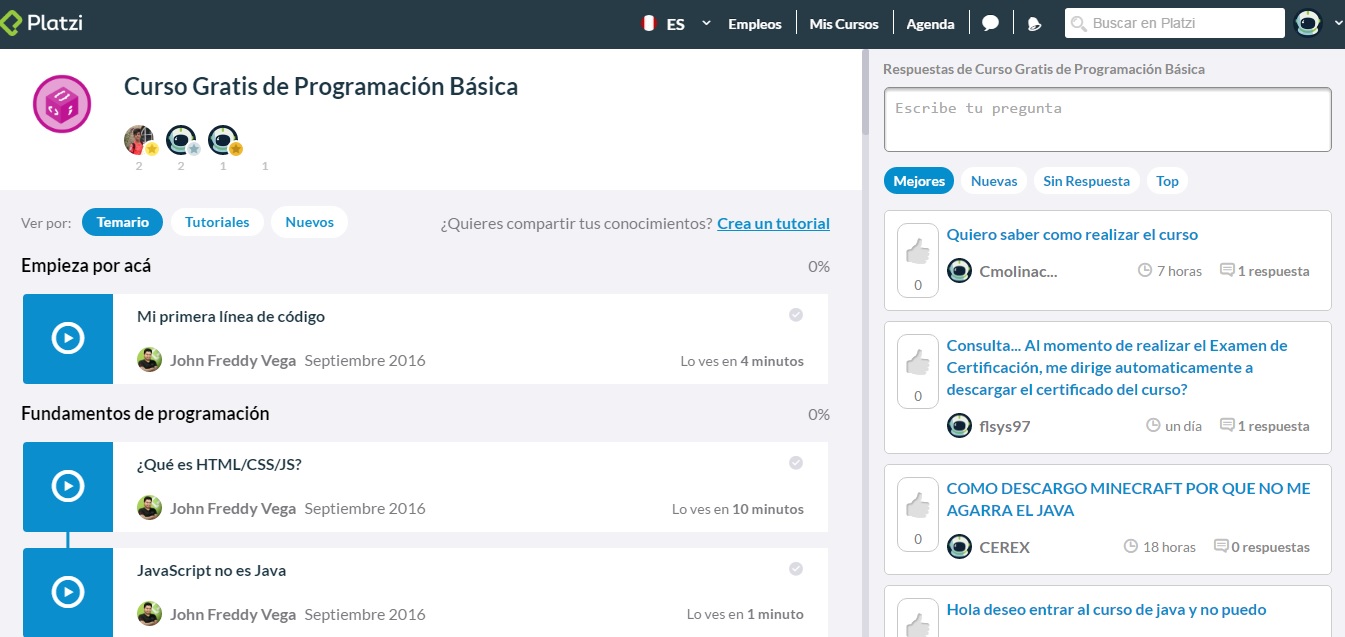 Platzi
ES
Empleos
Mis Cursos
Agenda
Buscar en Platzi
Curso Gratis de Programación Básica
2 2 1 1
Ver por: Temario Tutoriales Nuevos
¿Quieres compartir tus conocimientos? Crea un tutorial
Empieza por acá 0%
Mi primera línea de código
John Freddy Vega Septiembre 2016 Lo ves en 4 minutos
Fundamentos de programación 0%
¿Qué es HTML/CSS/JS?
John Freddy Vega Septiembre 2016 Lo ves en 10 minutos
JavaScript no es Java
John Freddy Vega Septiembre 2016 Lo ves en 1 minuto
Respuestas de Curso Gratis de Programación Básica
Escribe tu pregunta
Mejores Nuevas Sin Respuesta Top
Quiero saber como realizar el curso
0
Cmolinac... 7 horas 1 respuesta
Consulta... Al momento de realizar el Examen de
Certificación, me dirige automaticamente a
descargar el certificado del curso?
0
flsys97 un día 1 respuesta
COMO DESCARGO MINECRAFT POR QUE NO ME
AGARRA EL JAVA
0
CEREX 18 horas 0 respuestas
Hola deseo entrar al curso de java y no puedo